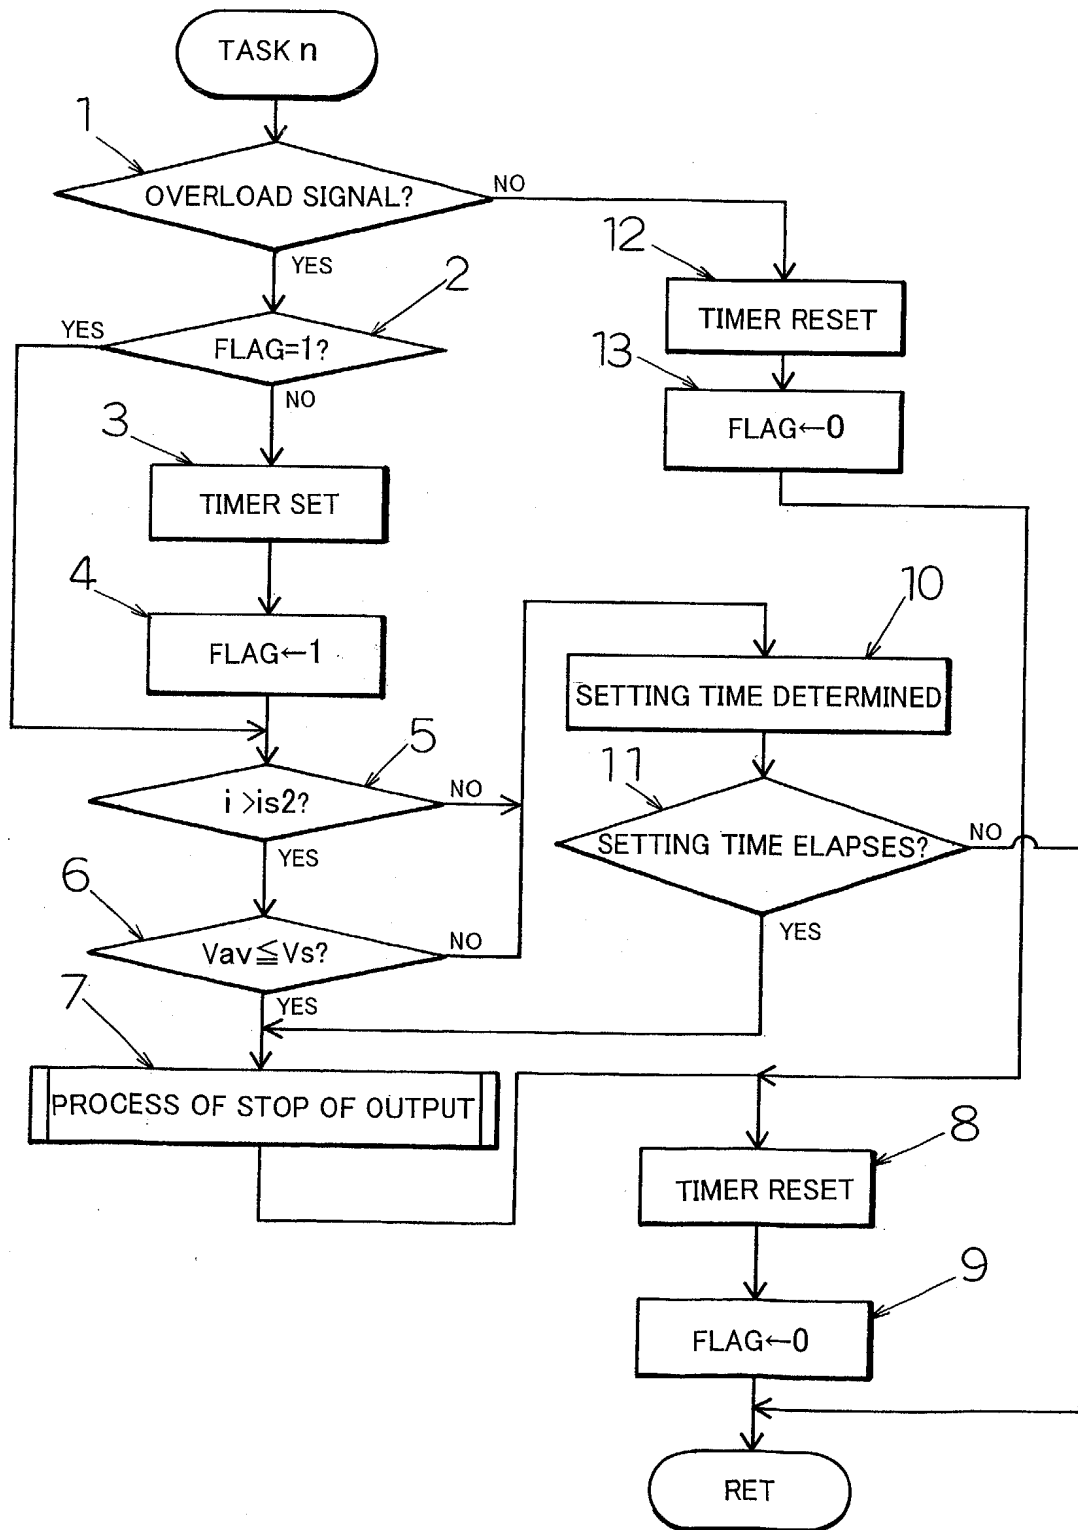 TASK n
1
OVERLOAD SIGNAL?
NO
YES
2
YES
FLAG=1?
NO
3
TIMER SET
4
FLAG←1
5
i >is2?
NO
YES
6
Vav≦Vs?
NO
YES
7
PROCESS OF STOP OF OUTPUT
12
TIMER RESET
13
FLAG←0
10
SETTING TIME DETERMINED
11
SETTING TIME ELAPSES?
NO
YES
8
TIMER RESET
9
FLAG←0
RET